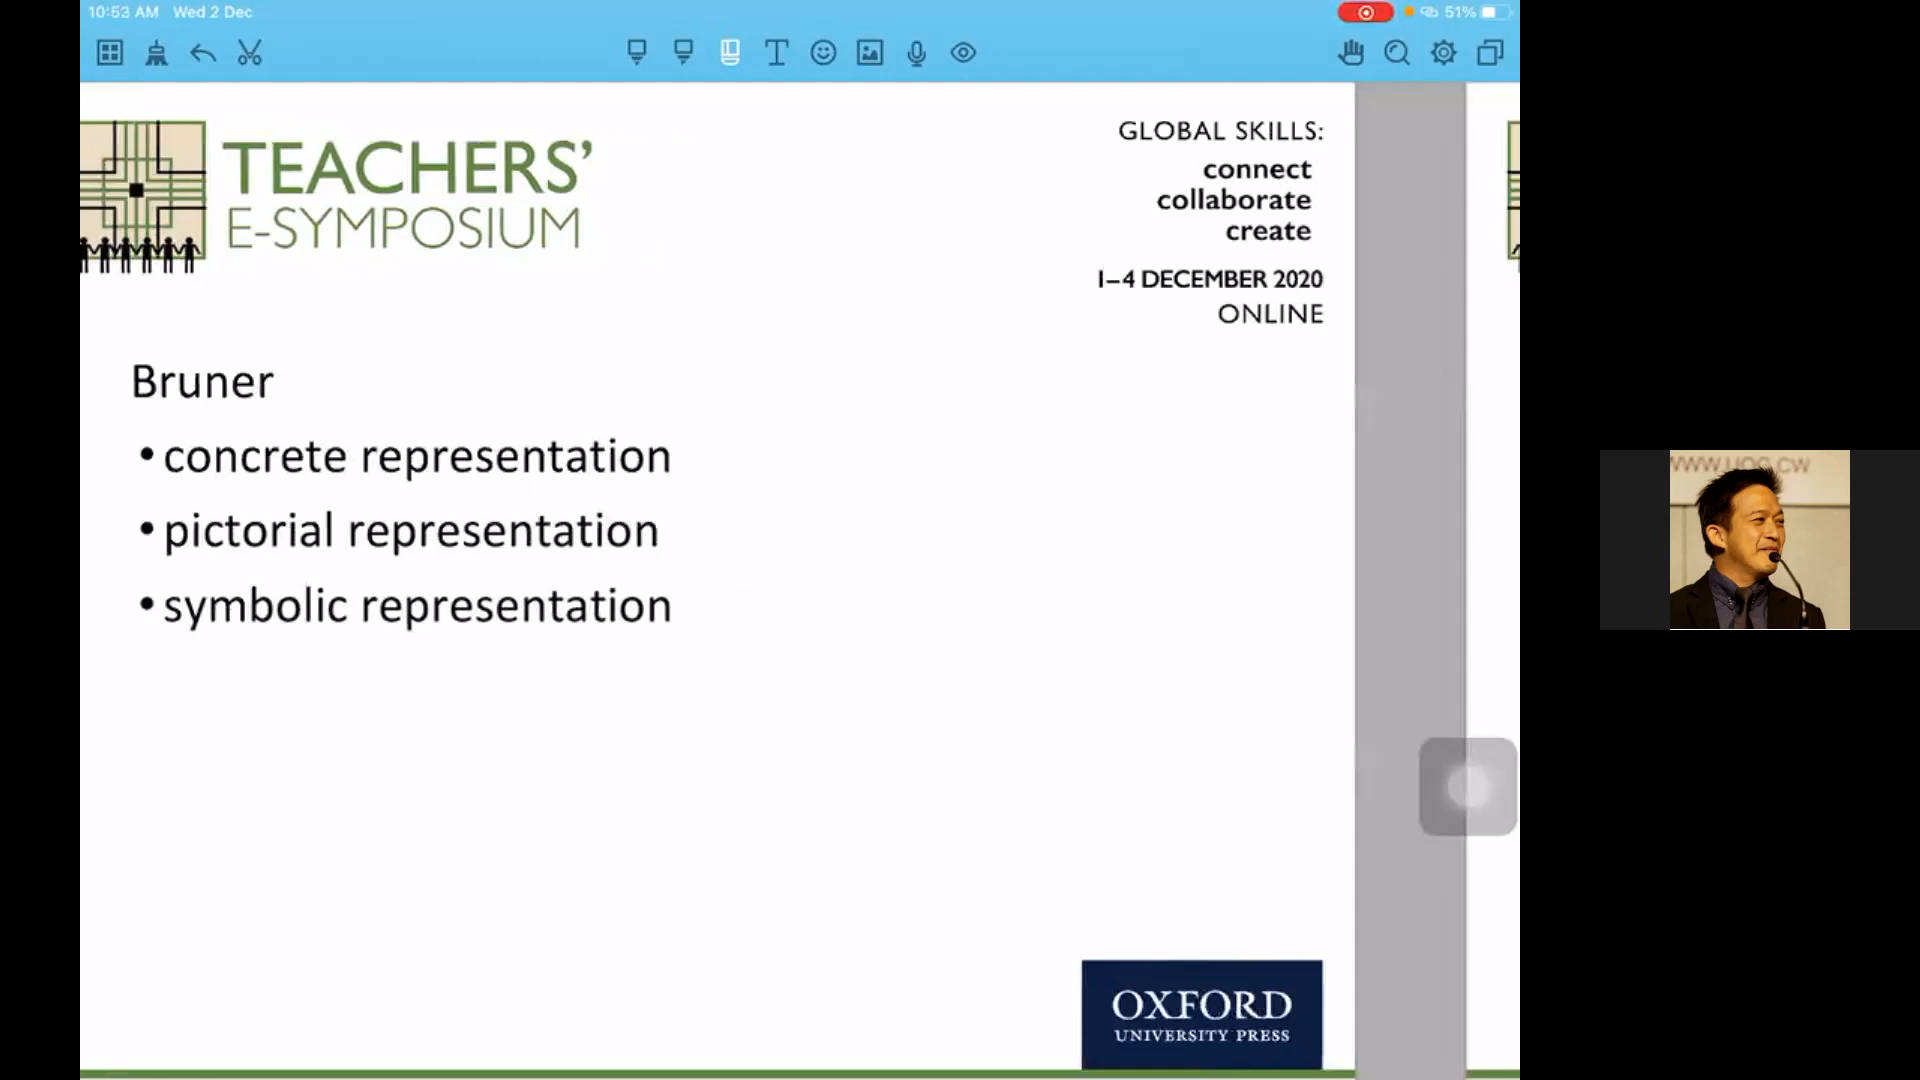 10:53 AM Wed 2 Dec
51%
TEACHERS’
E-SYMPOSIUM
GLOBAL SKILLS:
connect
collaborate
create
1–4 DECEMBER 2020
ONLINE
Bruner
• concrete representation
• pictorial representation
• symbolic representation
OXFORD
UNIVERSITY PRESS